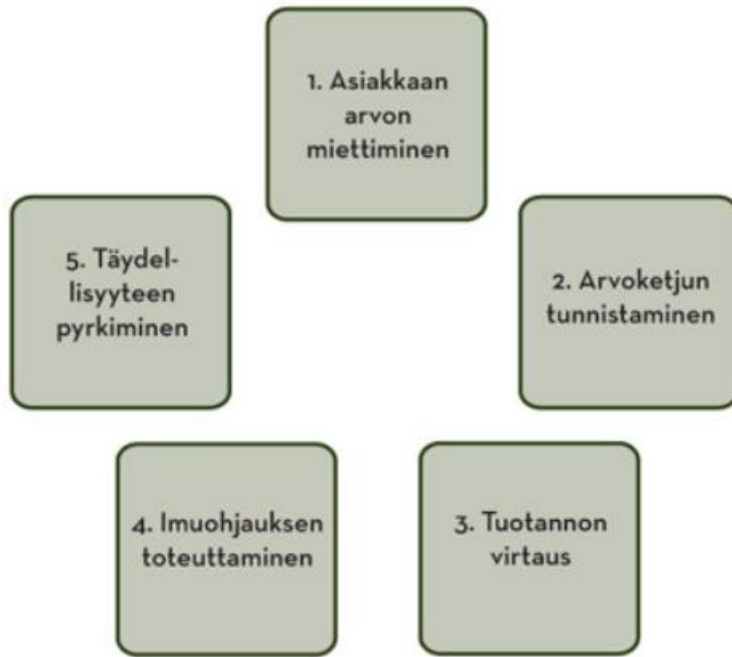 1. Asiakkaan
arvon
miettiminen
2. Arvoketjun
tunnistaminen
3. Tuotannon
virtaus
4. Imuohjauksen
toteuttaminen
5. Täydel-
lisyyteen
pyrkiminen